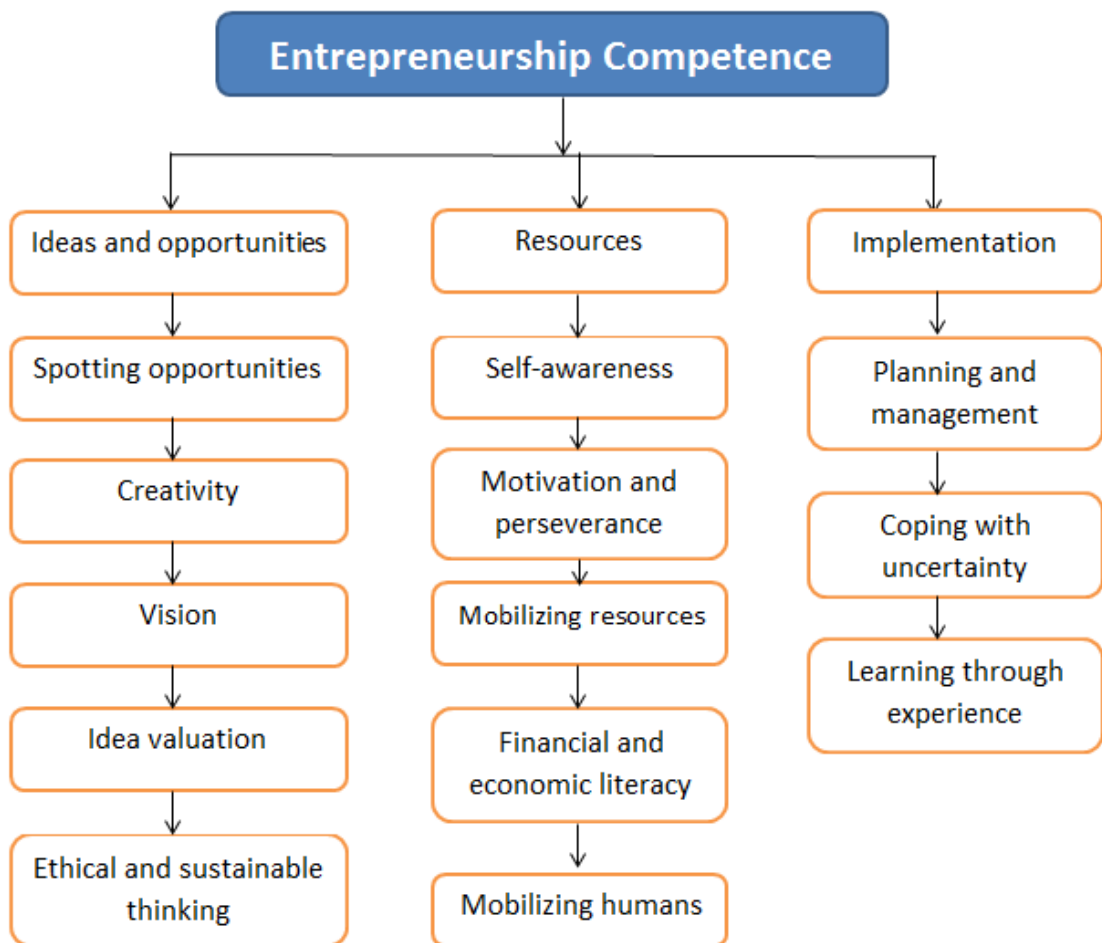 Entrepreneurship Competence
Ideas and opportunities
Spotting opportunities
Creativity
Vision
Idea valuation
Ethical and sustainable
thinking
Resources
Self-awareness
Motivation and
perseverance
Mobilizing resources
Financial and
economic literacy
Mobilizing humans
Implementation
Planning and
management
Coping with
uncertainty
Learning through
experience